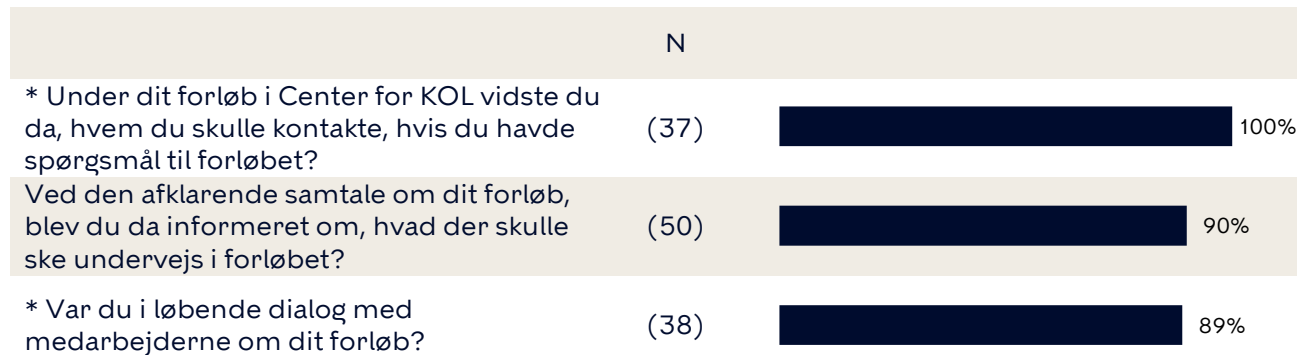 N
* Under dit forløb i Center for KOL vidste du
da, hvem du skulle kontakte, hvis du havde
spørgsmål til forløbet?
(37)
100%
Ved den afklarende samtale om dit forløb,
blev du da informeret om, hvad der skulle
ske undervejs i forløbet?
(50)
90%
* Var du i løbende dialog med
medarbejderne om dit forløb?
(38)
89%